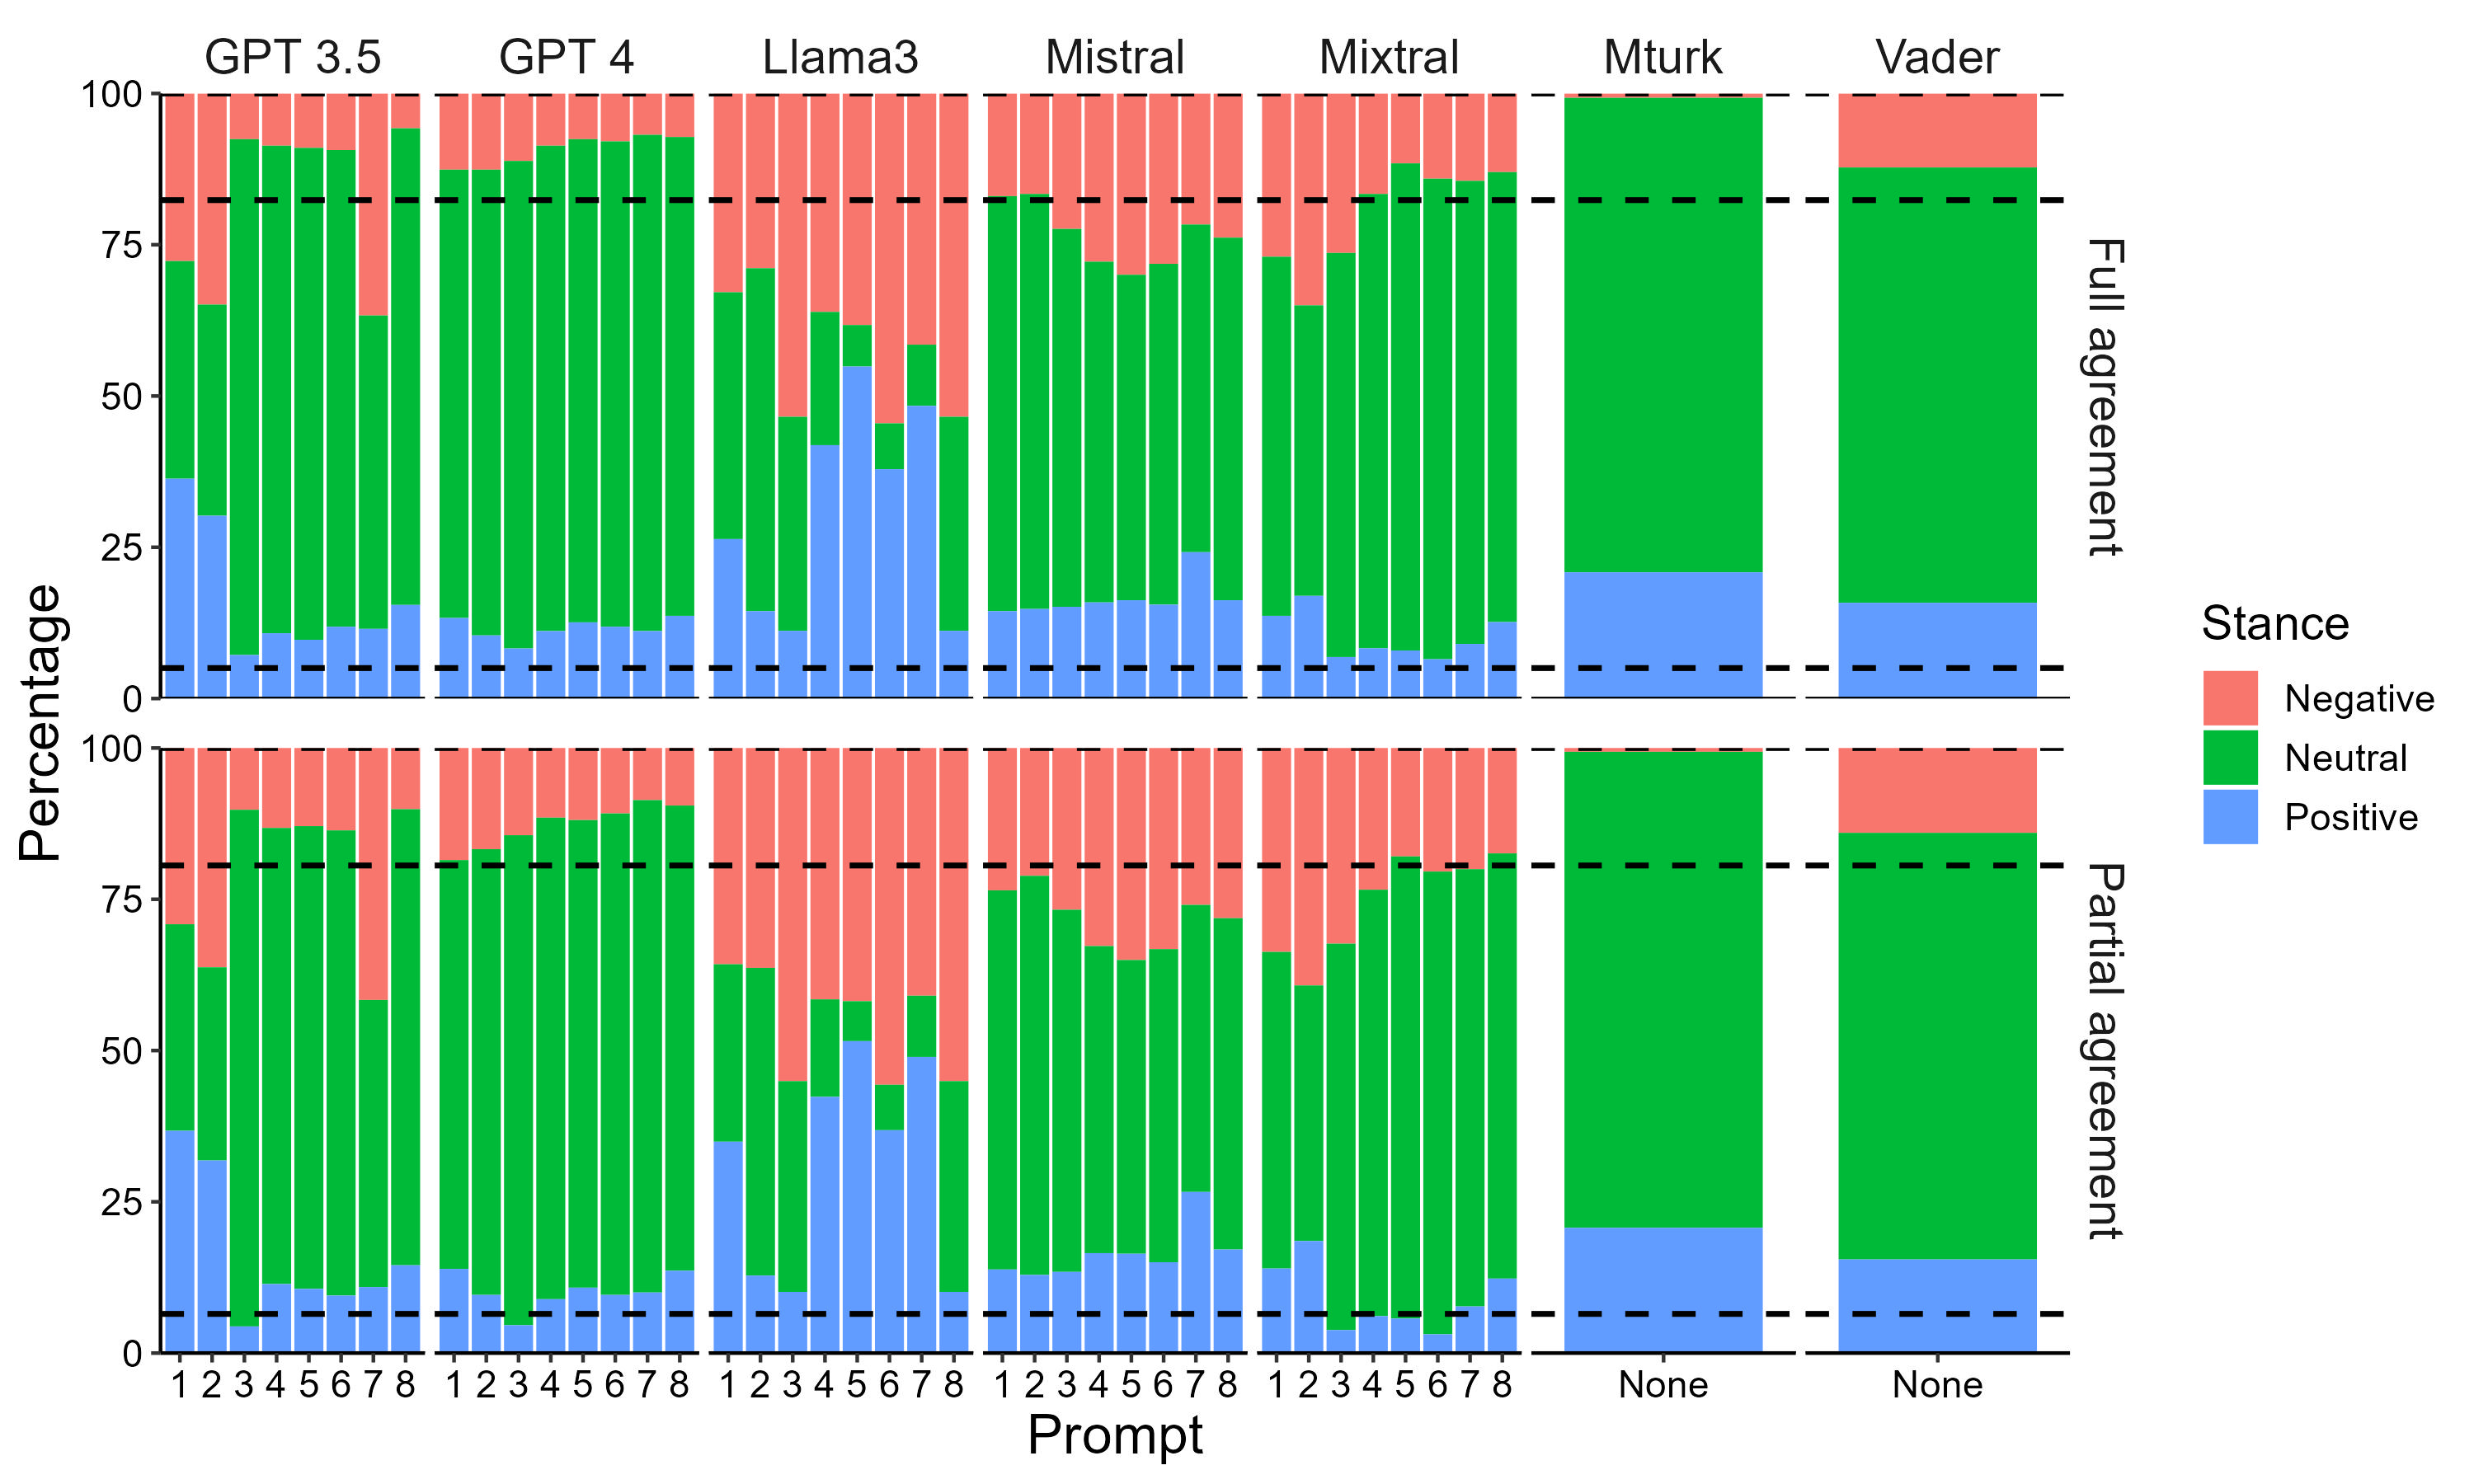 GPT 3.5 GPT 4 Llama3 Mistral Mixtral Mturk Vader
100
75
50
25
0
Full agreement
100
75
50
25
0
Partial agreement
Percentage
1 2 3 4 5 6 7 8 1 2 3 4 5 6 7 8 1 2 3 4 5 6 7 8 1 2 3 4 5 6 7 8 1 2 3 4 5 6 7 8 None None
Prompt
Stance
Negative
Neutral
Positive